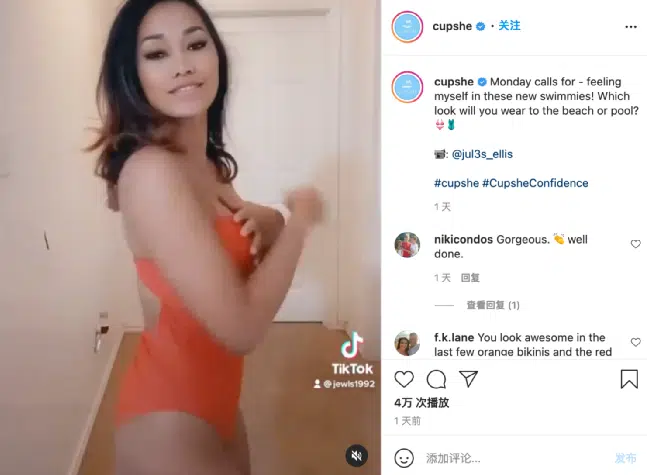 cupshe • 关注
cupshe Monday calls for - feeling
myself in these new swimmies! Which
look will you wear to the beach or pool?
👙🩱
📹: @jul3s_ellis
#cupshe #CupsheConfidence
1 天
nikicondos Gorgeous. 👏 well
done.
1 天 回复
查看回复 (1)
f.k.lane You look awesome in the
last few orange bikinis and the red
TikTok
@jewls1992
4万 次播放
1 天前
添加评论...
发布